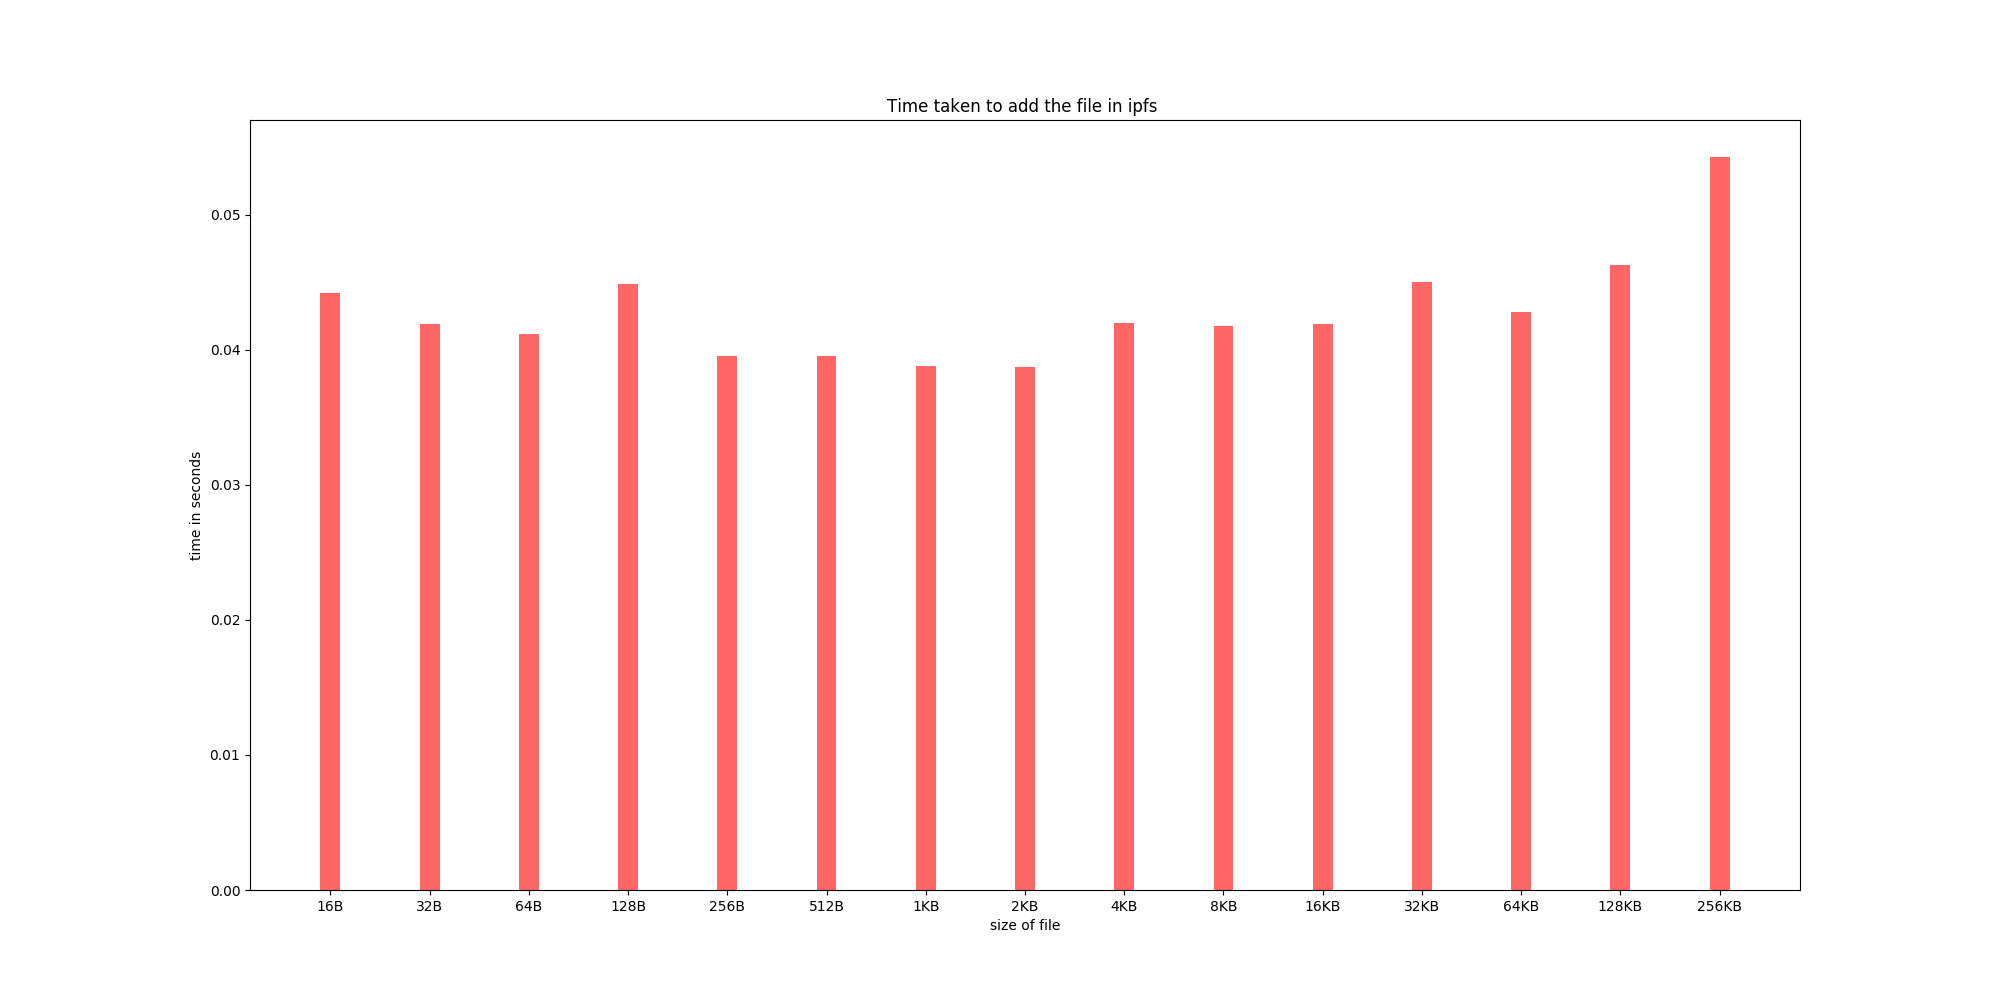 Time taken to add the file in ipfs
0.05
0.04
0.03
0.02
0.01
0.00
time in seconds
16B 32B 64B 128B 256B 512B 1KB 2KB 4KB 8KB 16KB 32KB 64KB 128KB 256KB
size of file